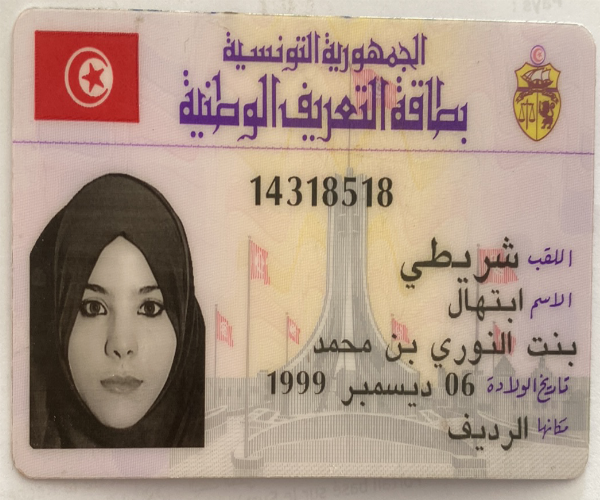 الجمهورية التونسية
بطاقة التعريف الوطنية
14318518
اللقب شريطي
الاسم ابتهال
بنت النوري بن محمد
تاريخ الولادة 06 ديسمبر 1999
مكانها الرديف